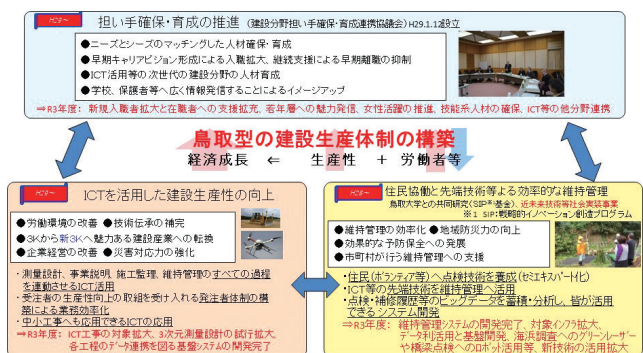 H29～ 担い手確保・育成の推進 (建設分野担い手確保・育成連携協議会) H29.1.12設立
●ニーズとシーズのマッチングした人材確保・育成
●早期キャリアビジョン形成による入職拡大、継続支援による早期離職の抑制
●ICT活用等の次世代の建設分野の人材育成
●学校、保護者等へ広く情報発信することによるイメージアップ
⇒R3年度: 新規入職者拡大と在職者への支援拡充、若年層への魅力発信、女性活躍の推進、技能系人材の確保、ICT等の他分野連携
鳥取型の建設生産体制の構築
経済成長 ⇐ 生産性 + 労働者等
H29～ ICTを活用した建設生産性の向上
●労働環境の改善 ●技術伝承の補完
●3Kから新3Kへ魅力ある建設産業への転換
●企業経営の改善 ●災害対応力の強化
・測量設計、事業説明、施工監理、維持管理のすべての過程
を連動させるICT活用
・受注者の生産性向上の取組を受け入れる発注者体制の構
築による業務効率化
・中小工事へも応用できるICTの応用
⇒R3年度: ICT工事の対象拡大、3次元測量設計の試行拡大、
各工程のデータ連携を図る基盤システムの開発完了
H29～ 住民協働と先端技術等よる効率的な維持管理
鳥取大学との共同研究(SIP※1基金)、近未来技術等社会実装事業
※1 SIP:戦略的イノベーション創造プログラム
●維持管理の効率化 ●地域防災力の向上
●効果的な予防保全への発展
●市町村が行う維持管理への支援
・住民(ボランティア等)へ点検技術を養成(セミエキスパート化)
・ICT等の先端技術を維持管理へ活用
・点検・補修履歴等のビッグデータを蓄積・分析し、皆が活用
できるシステム開発
⇒R3年度: 維持管理システムの開発完了、対象インフラ拡大、
データ利活用と基盤開発、海浜調査へのグリーンレーザー
や橋梁点検へのロボット活用等、新技術の活用拡大